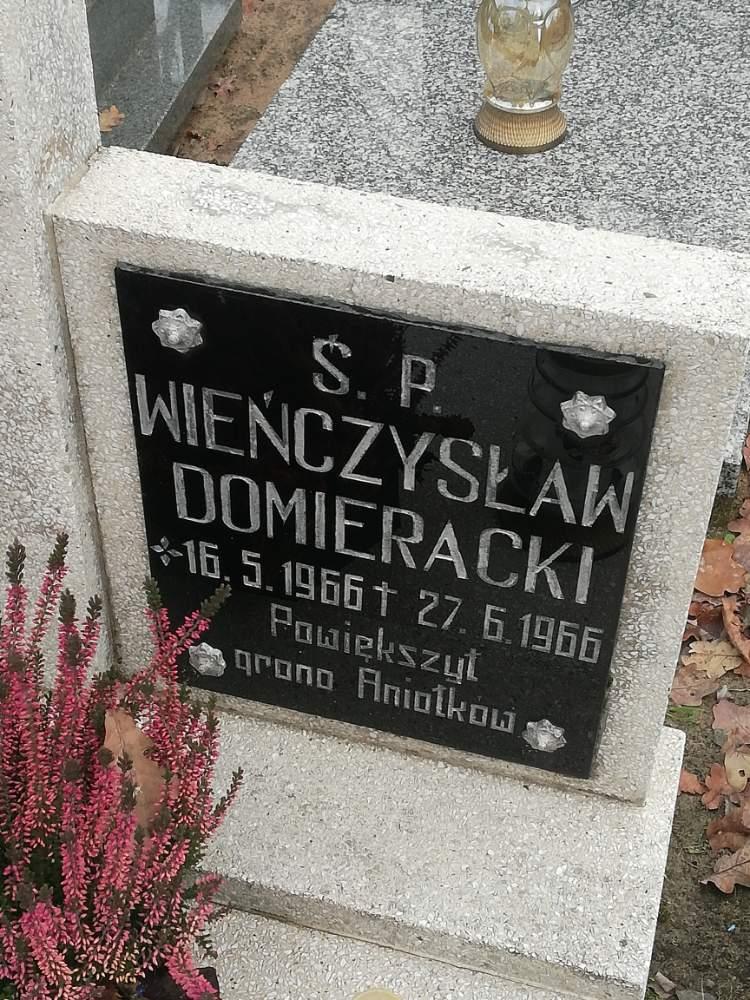 Ś. P.
WIEŃCZYSŁAW
DOMIERACKI
16. 5. 1966 † 27. 6. 1966
Powiększył
grono Aniołków